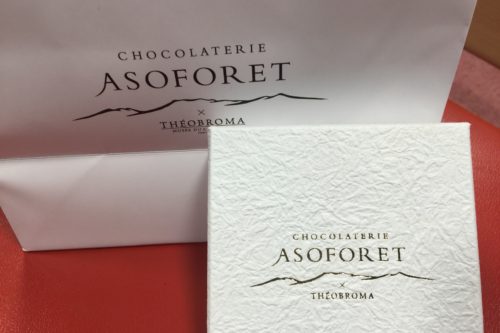 CHOCOLATERIE
ASOFORET
×
THÉOBROMA
CHOCOLATERIE
ASOFORET
×
THÉOBROMA